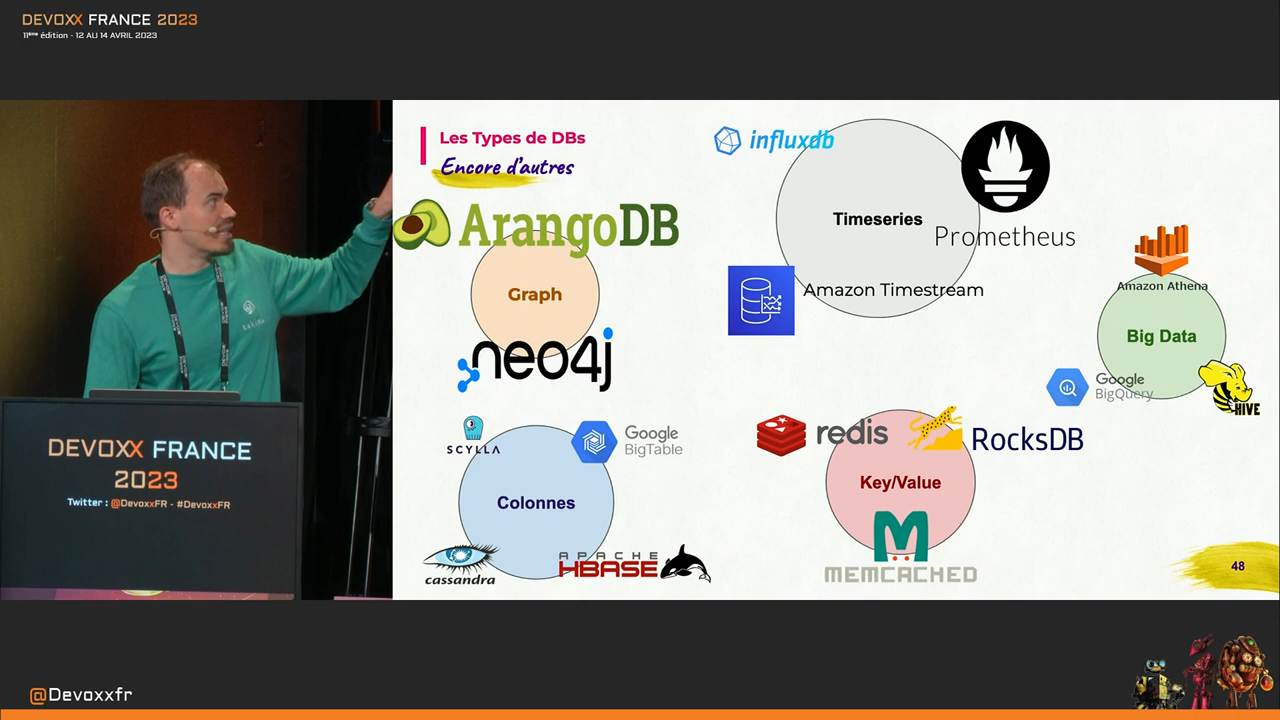 DEVOXX FRANCE 2023
11ème édition - 12 AU 14 AVRIL 2023
Les Types de DBs
Encore d'autres
ArangoDB
Graph
neo4j
influxdb
Timeseries
Prometheus
Amazon Timestream
Amazon Athena
Big Data
Google
BigQuery
HIVE
SCYLLA
Google
BigTable
Colonnes
cassandra
APACHE
HBASE
redis
RocksDB
Key/Value
MEMCACHED
48
DEVOXX FRANCE
2023
Twitter : @DevoxxFR - #DevoxxFR
@Devoxxfr